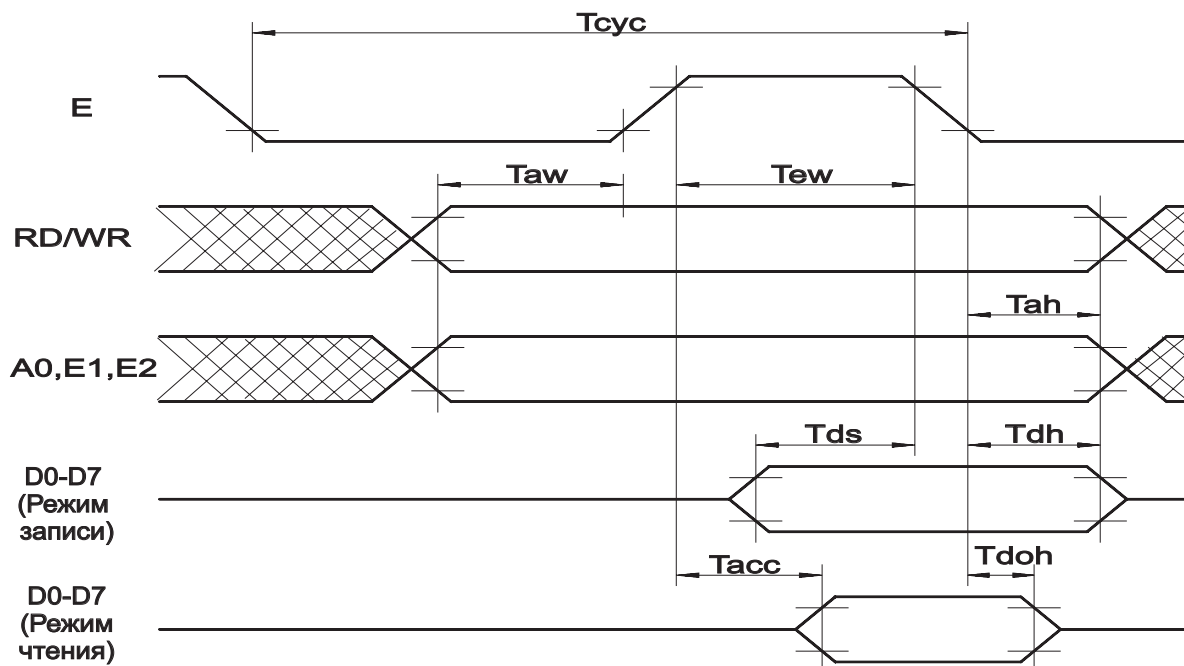 Tcyc
E
Taw
Tew
RD/WR
Tah
A0,E1,E2
Tds
Tdh
D0-D7
(Режим
записи)
Tacc
Tdoh
D0-D7
(Режим
чтения)